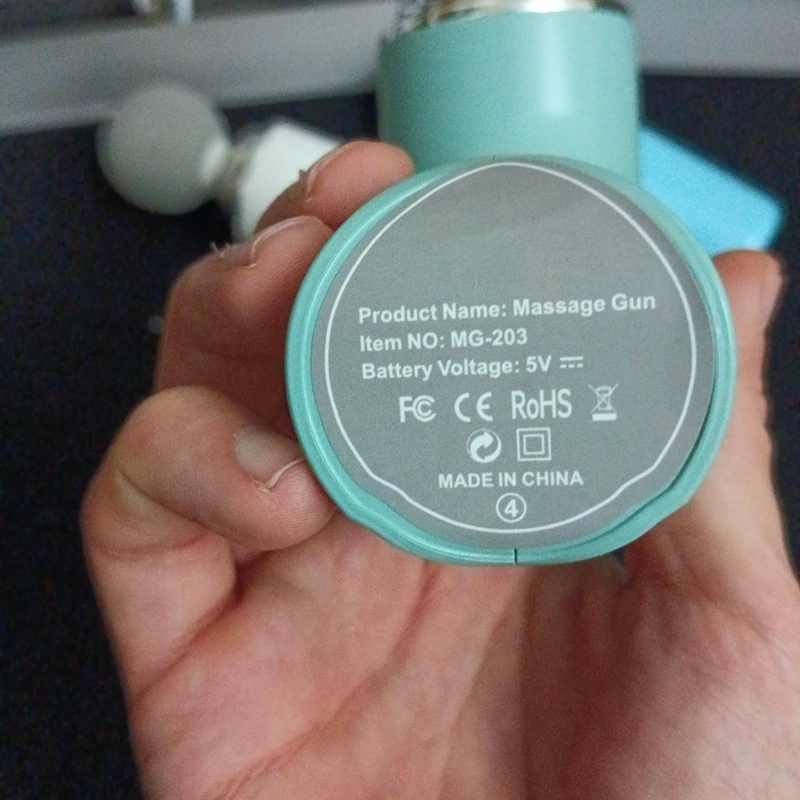 Product Name: Massage Gun
Item NO: MG-203
Battery Voltage: 5V ⎓
FC CE RoHS
MADE IN CHINA
4